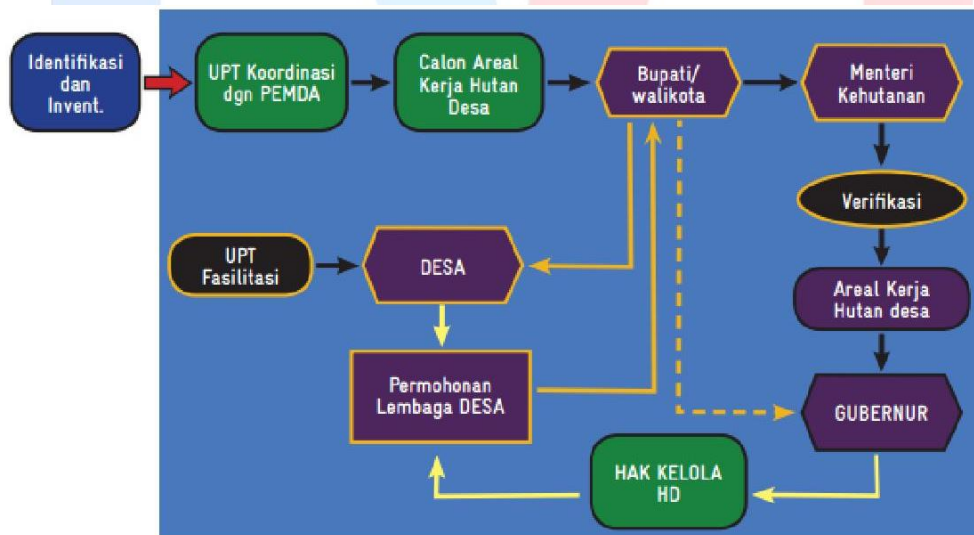 Identifikasi
dan
Invent.
UPT Koordinasi
dgn PEMDA
Calon Areal
Kerja Hutan
Desa
Bupati/
walikota
Menteri
Kehutanan
Verifikasi
UPT
Fasilitasi
DESA
Areal Kerja
Hutan desa
Permohonan
Lembaga DESA
GUBERNUR
HAK KELOLA
HD